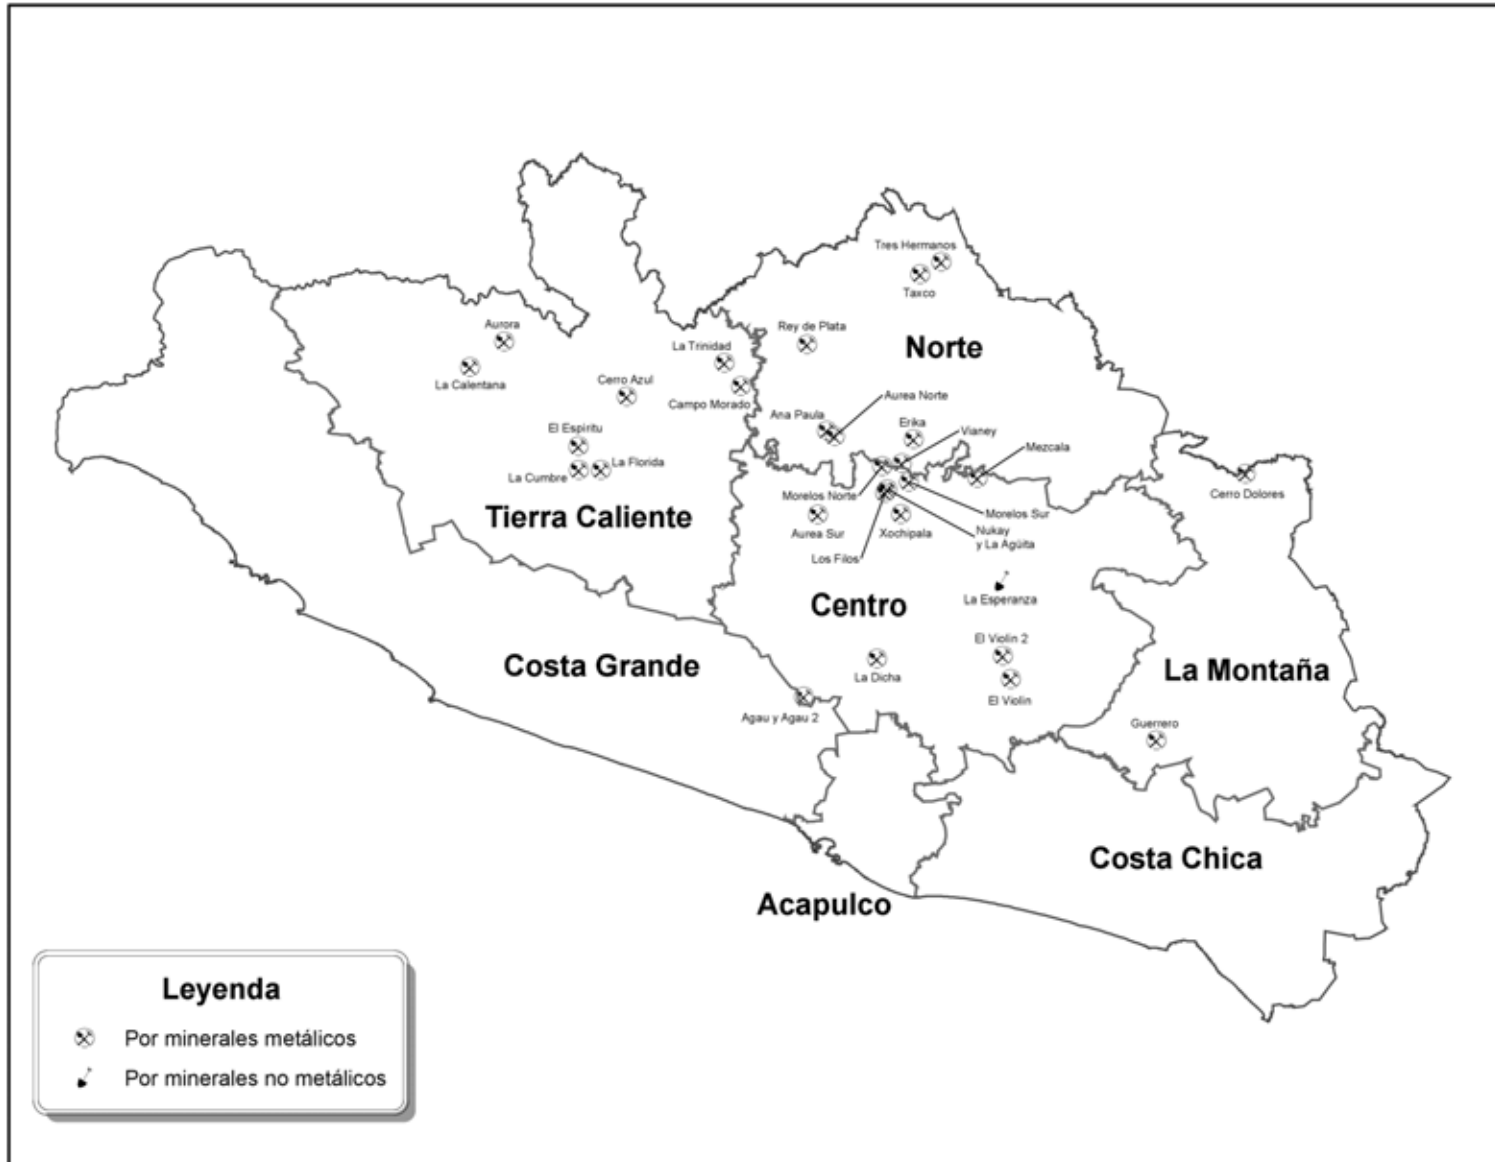 Tres Hermanos
Taxco
Rey de Plata
Norte
Aurora
La Trinidad
La Calentana
Cerro Azul
Campo Morado
Aurea Norte
Ana Paula
Erika
Vianey
El Espíritu
Mezcala
La Florida
La Cumbre
Cerro Dolores
Morelos Norte
Tierra Caliente
Morelos Sur
Aurea Sur
Xochipala
Nukay
y La Agüita
Los Filos
Centro
La Esperanza
El Violín 2
Costa Grande
La Dicha
La Montaña
El Violín
Agau y Agau 2
Guerrero
Costa Chica
Acapulco
Leyenda
Por minerales metálicos
Por minerales no metálicos